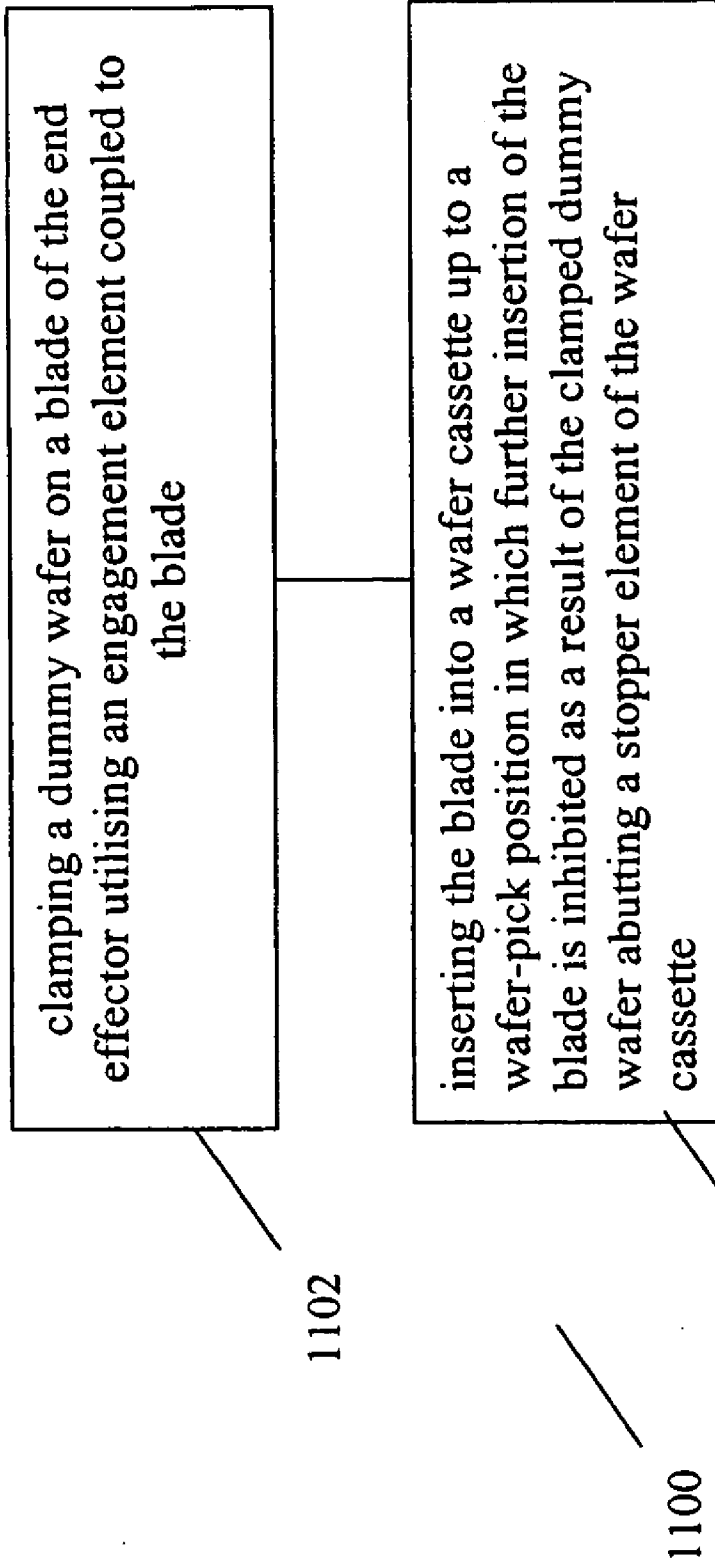 clamping a dummy wafer on a blade of the end
effector utilising an engagement element coupled to
the blade
1102
inserting the blade into a wafer cassette up to a
wafer-pick position in which further insertion of the
blade is inhibited as a result of the clamped dummy
wafer abutting a stopper element of the wafer
cassette
1100